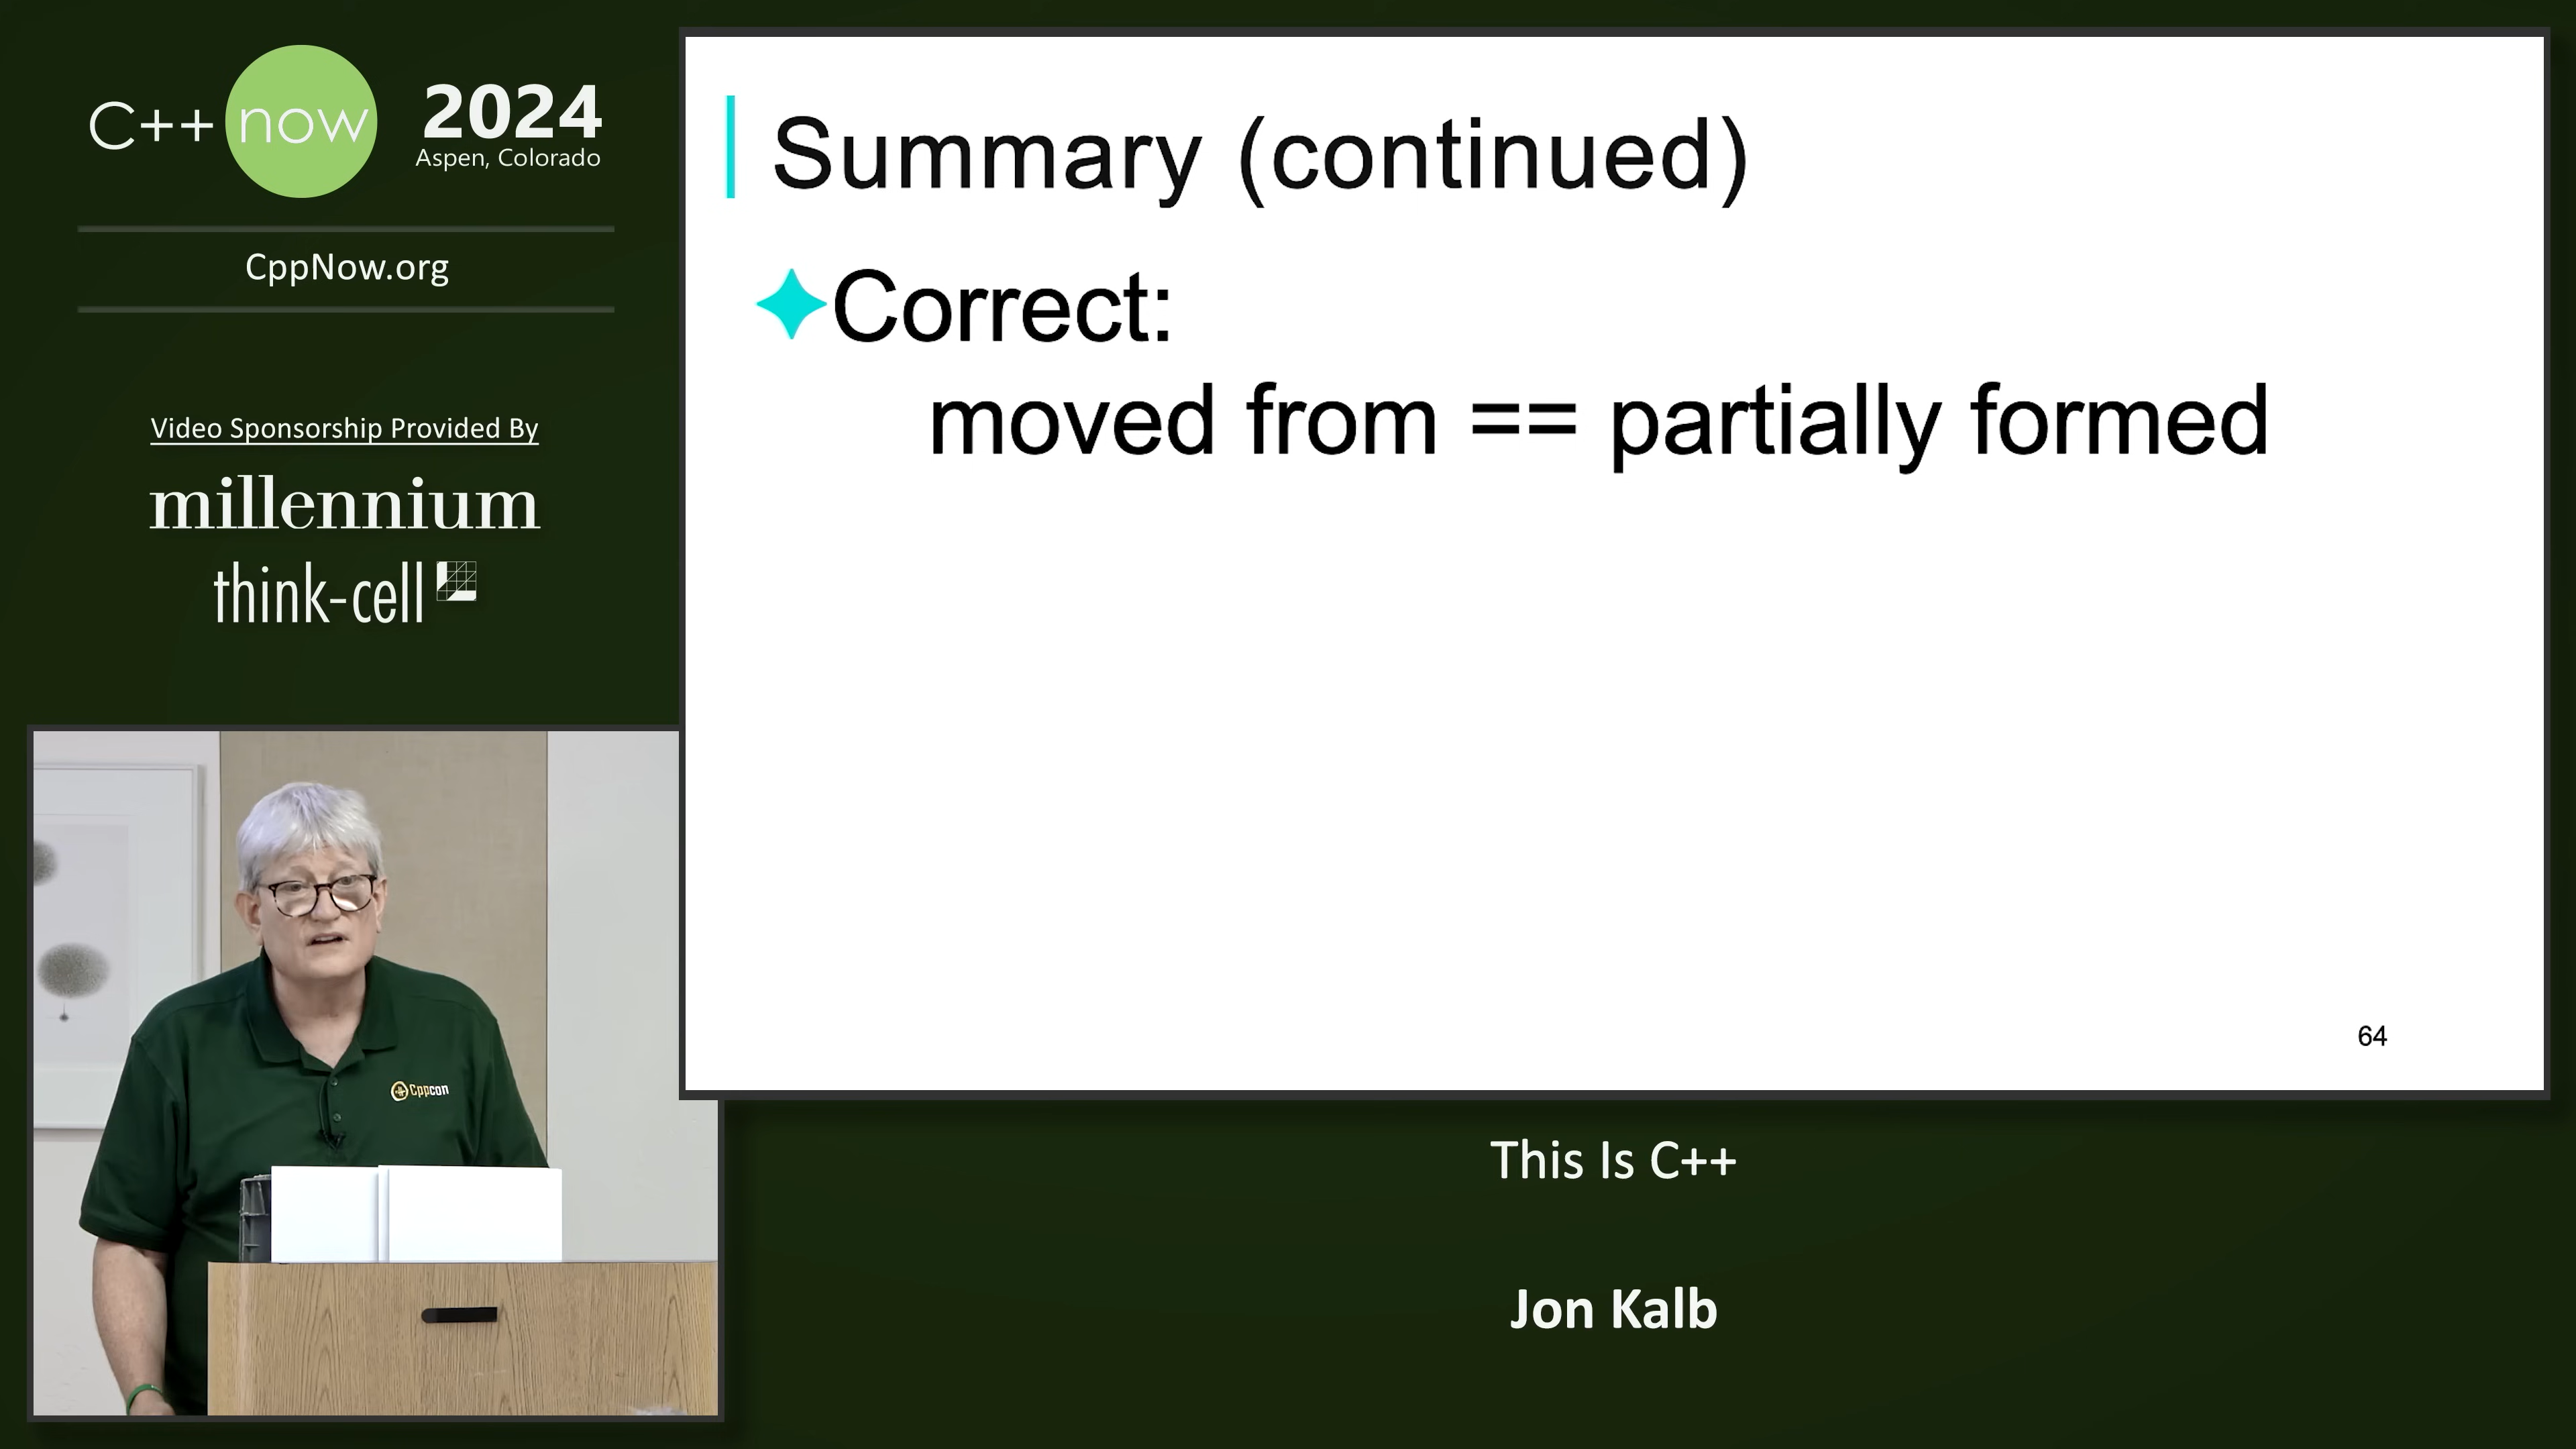 C++ now
2024
Aspen, Colorado
CppNow.org
Video Sponsorship Provided By
millennium
think-cell
Summary (continued)
Correct:
moved from == partially formed
64
Cppcon
This Is C++
Jon Kalb